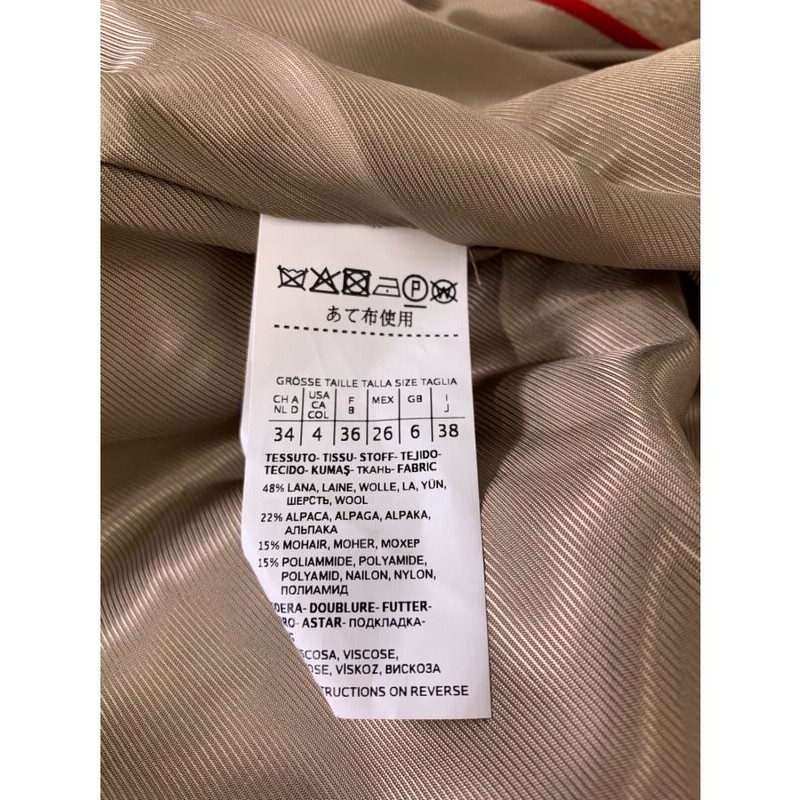 P W
あて布使用
GRÖSSE TAILLE TALLA SIZE TAGLIA
CH A NL D USA CA COL F B MEX GB I J
34 4 36 26 6 38
TESSUTO- TISSU- STOFF- TEJIDO-
TECIDO- KUMAŞ- ТКАНЬ- FABRIC
48% LANA, LAINE, WOLLE, LA, YÜN,
ШЕРСТЬ, WOOL
22% ALPACA, ALPAGA, ALPAKA,
АЛЬПАКА
15% MOHAIR, MOHER, МОХЕР
15% POLIAMMIDE, POLYAMIDE,
POLYAMID, NAILON, NYLON,
ПОЛИАМИД
DERA- DOUBLURE- FUTTER-
RO- ASTAR- ПОДКЛАДКА-
SCOSA, VISCOSE,
OSE, VİSKOZ, ВИСКОЗА
TRUCTIONS ON REVERSE